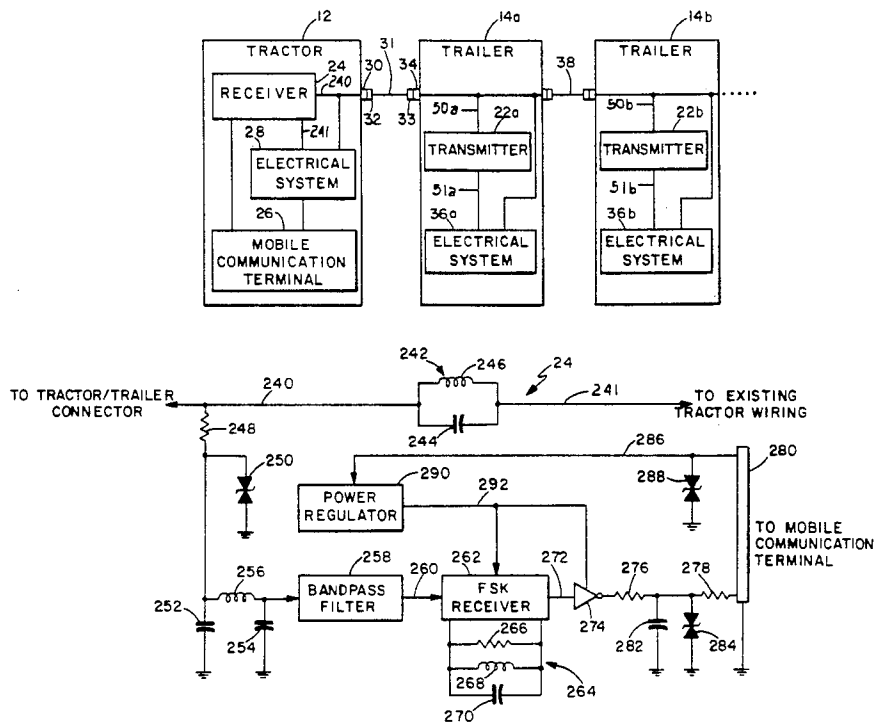 12
14a
14b
TRACTOR
TRAILER
TRAILER
24
240
30
31
34
38
RECEIVER
32
33
50a
22a
50b
22b
28
241
TRANSMITTER
TRANSMITTER
ELECTRICAL
SYSTEM
51a
51b
26
36a
36b
MOBILE
COMMUNICATION
TERMINAL
ELECTRICAL
SYSTEM
ELECTRICAL
SYSTEM
242
246
24
TO TRACTOR/TRAILER
CONNECTOR
240
241
TO EXISTING
TRACTOR WIRING
248
244
286
280
250
290
288
POWER
REGULATOR
292
TO MOBILE
COMMUNICATION
TERMINAL
256
258
260
262
272
276
278
BANDPASS
FILTER
FSK
RECEIVER
252
254
274
266
282
284
268
264
270